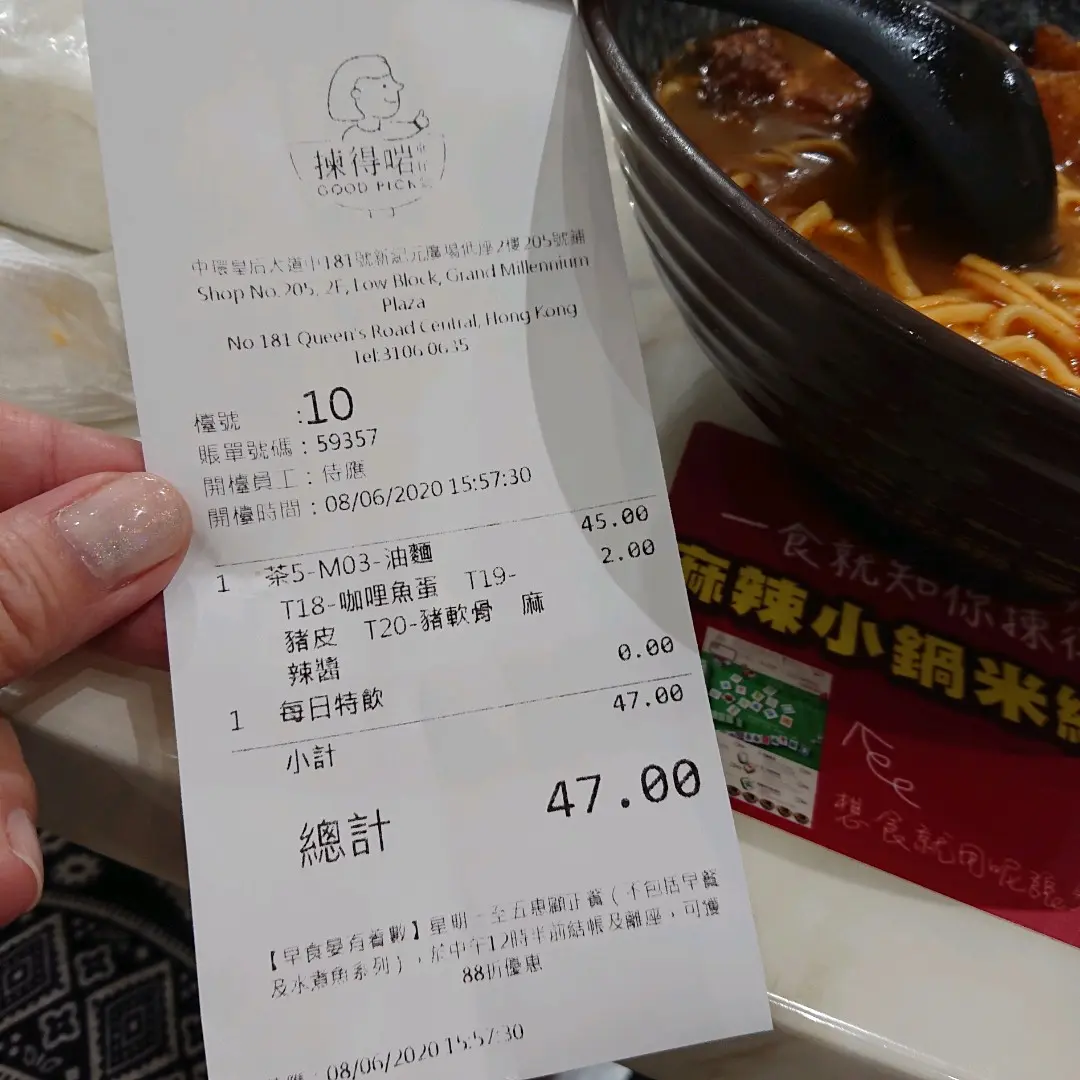 揀得啱
GOOD PICK
中環皇后大道中181號新紀元廣場低座2樓205號舖
Shop No.205, 2F, Low Block, Grand Millennium
Plaza
No 181 Queen's Road Central, Hong Kong
Tel:3106 0635
檯號 :10
賬單號碼：59357
開檯員工：侍應
開檯時間：08/06/2020 15:57:30
1 茶5-M03-油麵 45.00
T18-咖哩魚蛋 T19- 2.00
豬皮 T20-豬軟骨 麻
辣醬
1 每日特飲 0.00
小計 47.00
總計 47.00
【早食晏有着數】星期一至五惠顧正餐（不包括早餐
及水煮魚系列），於中午12時半前結帳及離座，可獲
88折優惠
08/06/2020 15:57:30
一食就知你揀得
麻辣小鍋米線
想食就用呢張